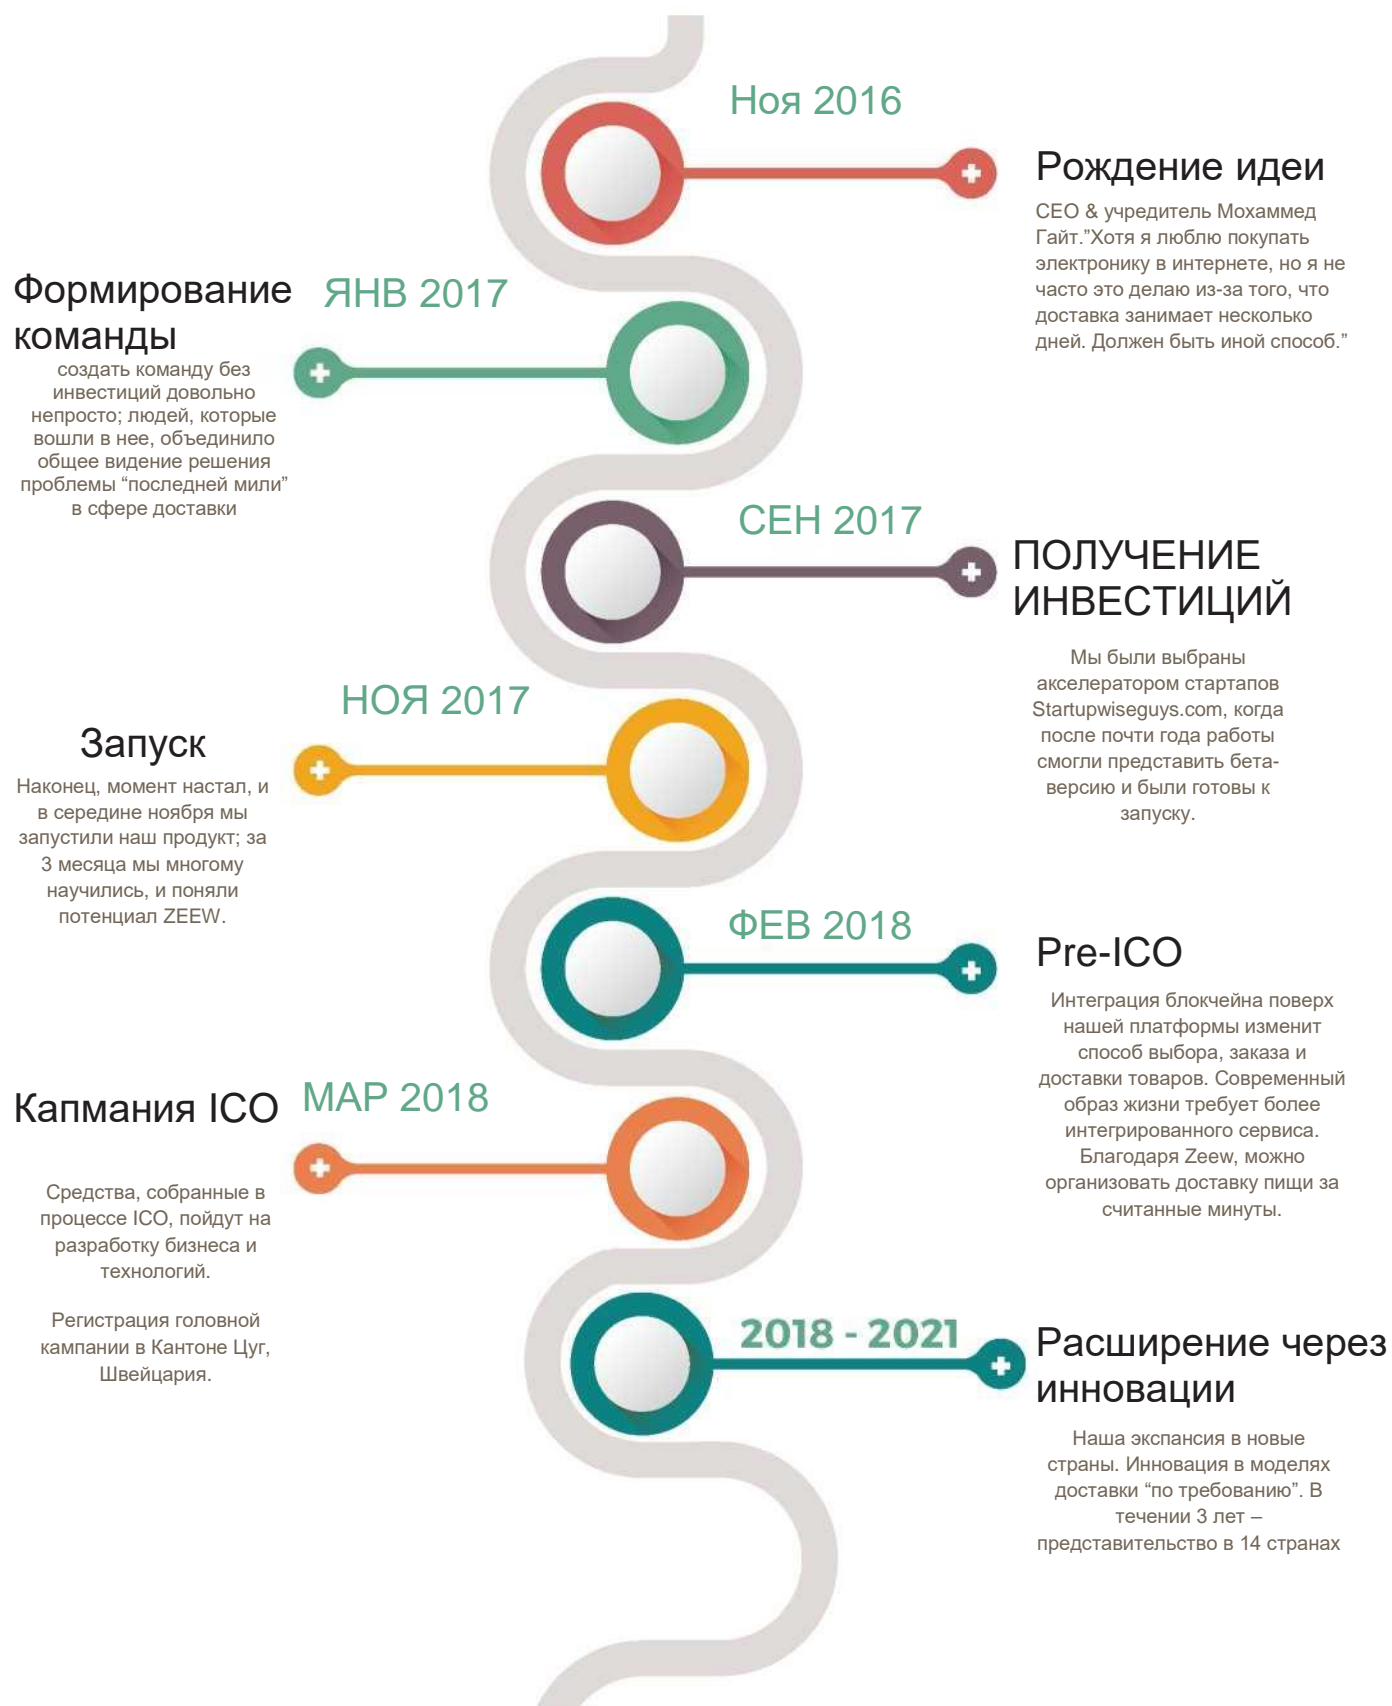 Ноя 2016
Рождение идеи
CEO & учредитель Мохаммед
Гайт.”Хотя я люблю покупать
электронику в интернете, но я не
часто это делаю из-за того, что
доставка занимает несколько
дней. Должен быть иной способ.”
ЯНВ 2017
Формирование
команды
создать команду без
инвестиций довольно
непросто; людей, которые
вошли в нее, объединило
общее видение решения
проблемы “последней мили”
в сфере доставки
СЕН 2017
ПОЛУЧЕНИЕ
ИНВЕСТИЦИЙ
Мы были выбраны
акселератором стартапов
Startupwiseguys.com, когда
после почти года работы
смогли представить бета-
версию и были готовы к
запуску.
НОЯ 2017
Запуск
Наконец, момент настал, и
в середине ноября мы
запустили наш продукт; за
3 месяца мы многому
научились, и поняли
потенциал ZEEW.
ФЕВ 2018
Pre-ICO
Интеграция блокчейна поверх
нашей платформы изменит
способ выбора, заказа и
доставки товаров. Современный
образ жизни требует более
интегрированного сервиса.
Благодаря Zeew, можно
организовать доставку пищи за
считанные минуты.
МАР 2018
Капмания ICO
Средства, собранные в
процессе ICO, пойдут на
разработку бизнеса и
технологий.
Регистрация головной
кампании в Кантоне Цуг,
Швейцария.
2018 - 2021
Расширение через
инновации
Наша экспансия в новые
страны. Инновация в моделях
доставки “по требованию”. В
течении 3 лет –
представительство в 14 странах